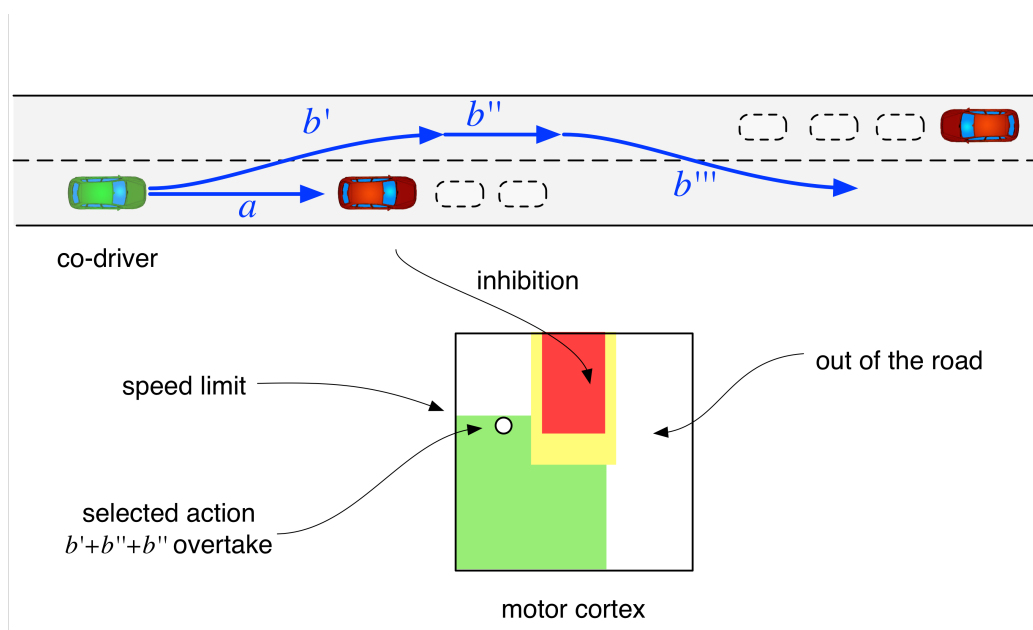 b'
b''
b'''
a
co-driver
inhibition
out of the road
speed limit
selected action
b'+b''+b'' overtake
motor cortex